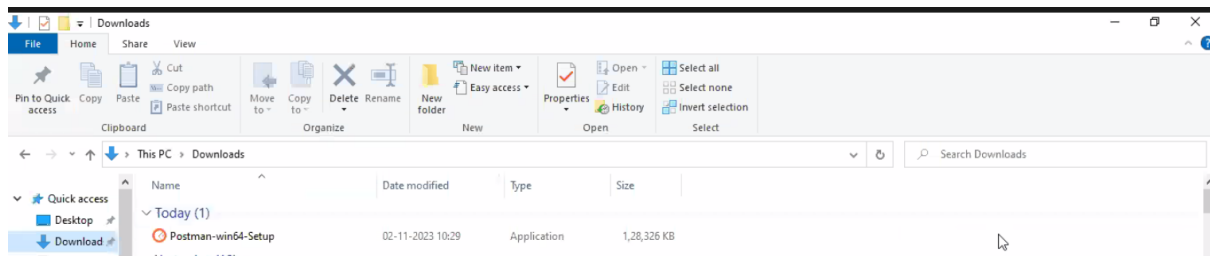 Downloads
File Home Share View
Pin to Quick access
Copy
Paste
Cut
Copy path
Paste shortcut
Clipboard
Move to
Copy to
Delete
Rename
Organize
New folder
New item
Easy access
New
Properties
Open
Edit
History
Open
Select all
Select none
Invert selection
Select
This PC > Downloads
Search Downloads
Name Date modified Type Size
Quick access
Desktop
Download
Today (1)
Postman-win64-Setup 02-11-2023 10:29 Application 1,28,326 KB